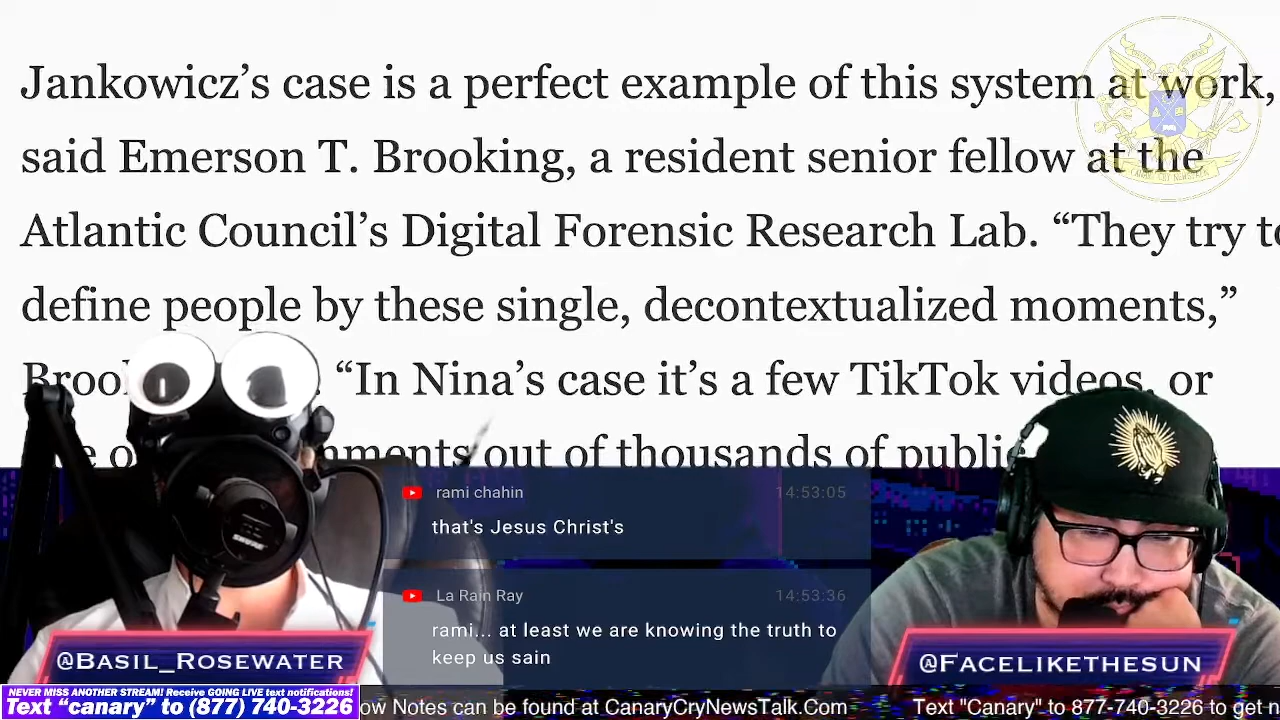 Jankowicz’s case is a perfect example of this system at work,
said Emerson T. Brooking, a resident senior fellow at the
Atlantic Council’s Digital Forensic Research Lab. “They try to
define people by these single, decontextualized moments,”
“In Nina’s case it’s a few TikTok videos, or
out of thousands of public
rami chahin 14:53:05
that's Jesus Christ's
La Rain Ray 14:53:36
rami... at least we are knowing the truth to
keep us sain
@BASIL_ROSEWATER
@FACELIKETHESUN
NEVER MISS ANOTHER STREAM! Receive GOING LIVE text notifications!
Text “canary” to (877) 740-3226
ow Notes can be found at CanaryCryNewsTalk.Com Text "Canary" to 877-740-3226 to get n